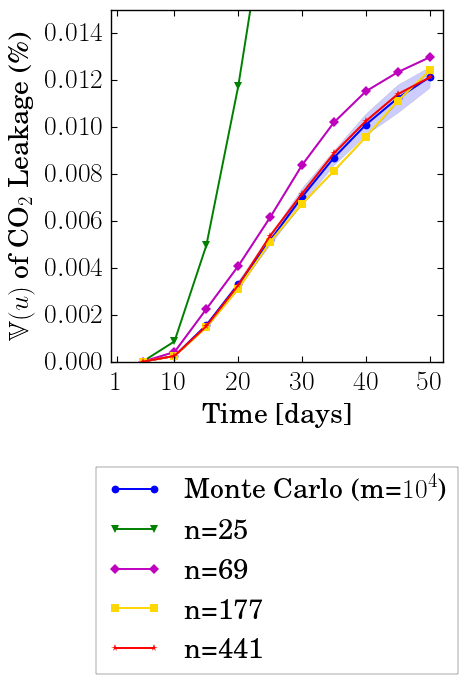 0.014
0.012
0.010
0.008
0.006
0.004
0.002
0.000
𝕍(u) of CO₂ Leakage (%)
1 10 20 30 40 50
Time [days]
Monte Carlo (m=10⁴)
n=25
n=69
n=177
n=441